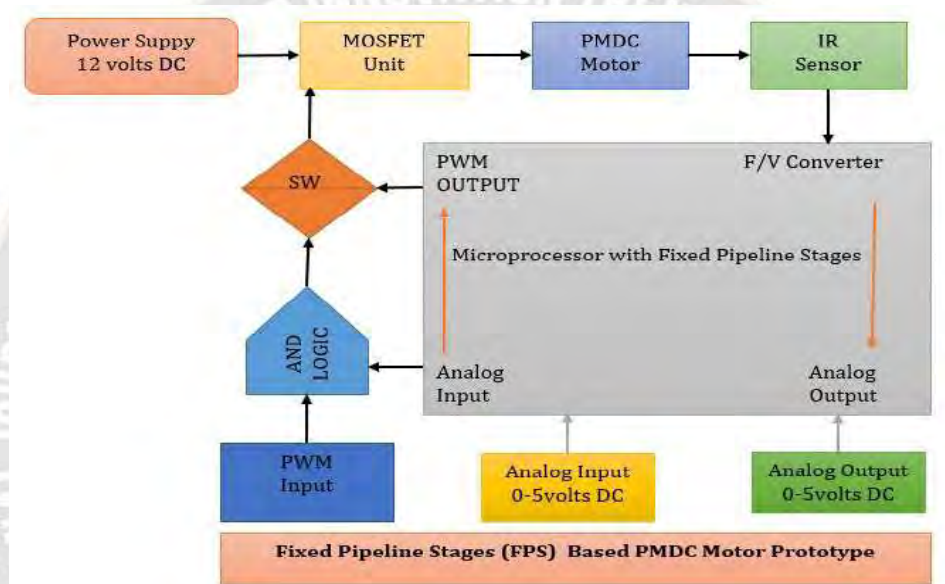 Power Suppy
12 volts DC
MOSFET
Unit
PMDC
Motor
IR
Sensor
SW
PWM
OUTPUT
F/V Converter
Microprocessor with Fixed Pipeline Stages
AND
LOGIC
Analog
Input
Analog
Output
PWM
Input
Analog Input
0-5volts DC
Analog Output
0-5volts DC
Fixed Pipeline Stages (FPS) Based PMDC Motor Prototype